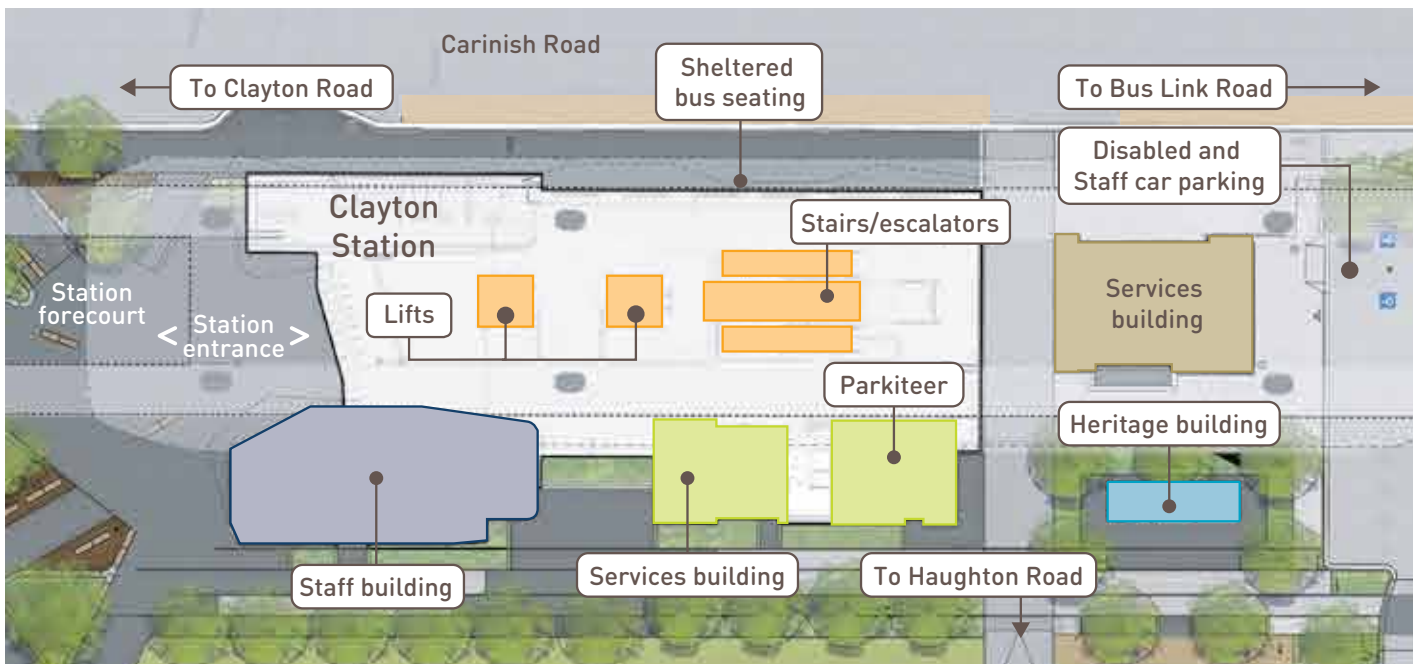 Carinish Road
To Clayton Road
Sheltered
bus seating
To Bus Link Road
Disabled and
Staff car parking
Clayton
Station
Stairs/escalators
Services
building
Station
forecourt
< Station >
entrance
Lifts
Parkiteer
Heritage building
Staff building
Services building
To Haughton Road